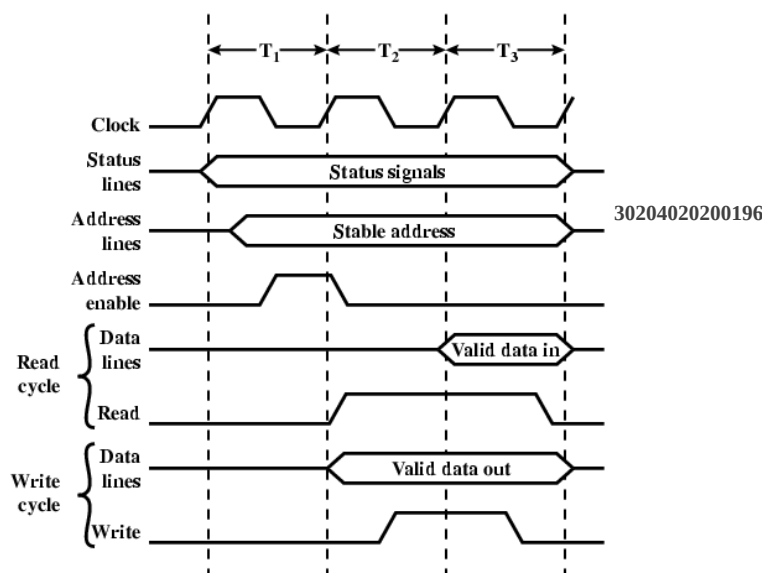 T1 T2 T3
Clock
Status
lines
Status signals
Address
lines
Stable address
30204020200196
Address
enable
Read
cycle
Data
lines
Valid data in
Read
Write
cycle
Data
lines
Valid data out
Write